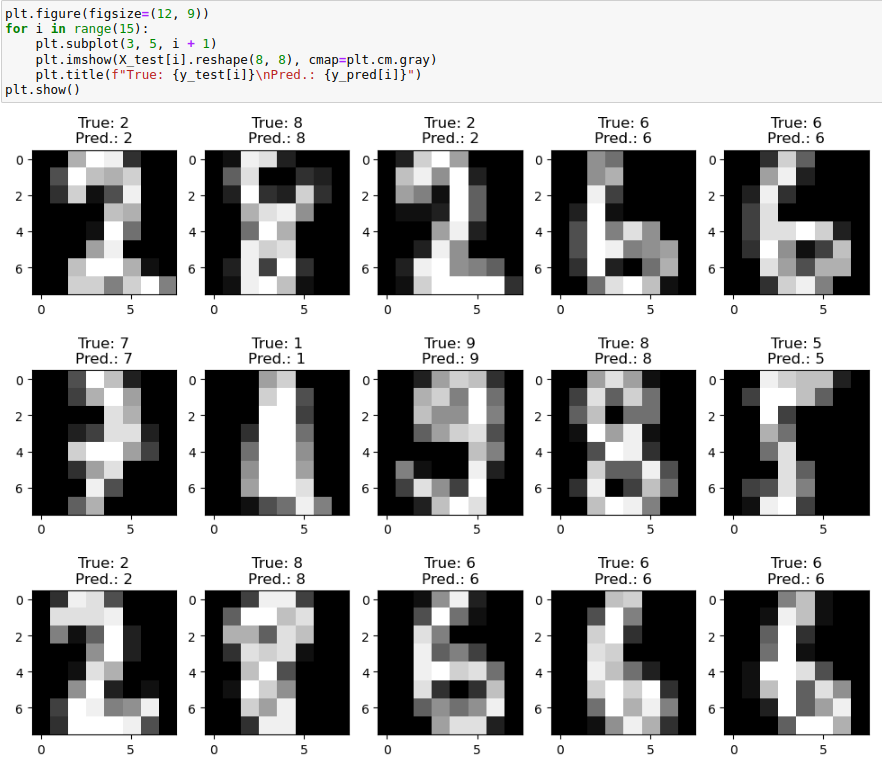 plt.figure(figsize=(12, 9))
for i in range(15):
    plt.subplot(3, 5, i + 1)
    plt.imshow(X_test[i].reshape(8, 8), cmap=plt.cm.gray)
    plt.title(f"True: {y_test[i]}\nPred.: {y_pred[i]}")
plt.show()
True: 2
Pred.: 2
0
2
4
6
0
5
True: 8
Pred.: 8
0
2
4
6
0
5
True: 2
Pred.: 2
0
2
4
6
0
5
True: 6
Pred.: 6
0
2
4
6
0
5
True: 6
Pred.: 6
0
2
4
6
0
5
True: 7
Pred.: 7
0
2
4
6
0
5
True: 1
Pred.: 1
0
2
4
6
0
5
True: 9
Pred.: 9
0
2
4
6
0
5
True: 8
Pred.: 8
0
2
4
6
0
5
True: 5
Pred.: 5
0
2
4
6
0
5
True: 2
Pred.: 2
0
2
4
6
0
5
True: 8
Pred.: 8
0
2
4
6
0
5
True: 6
Pred.: 6
0
2
4
6
0
5
True: 6
Pred.: 6
0
2
4
6
0
5
True: 6
Pred.: 6
0
2
4
6
0
5